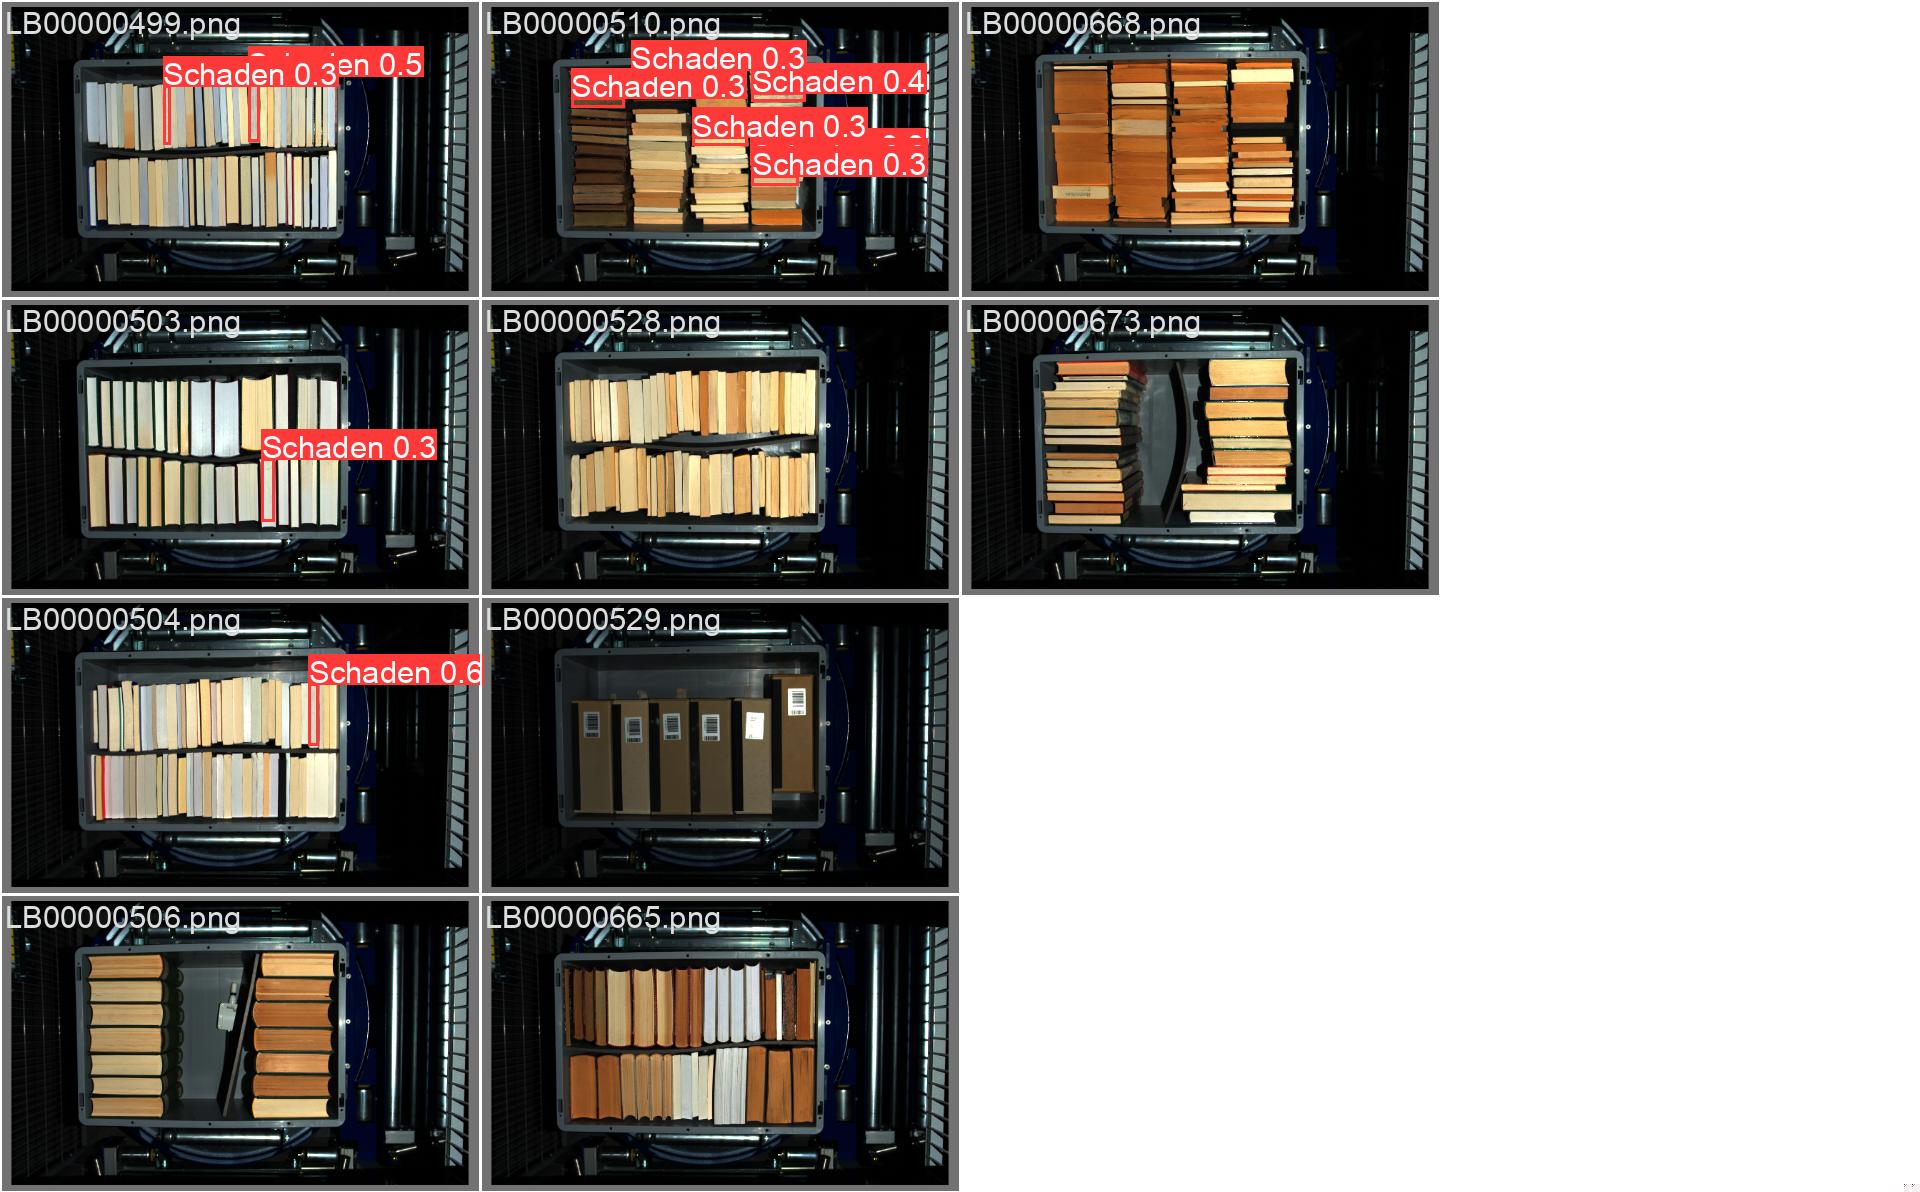 LB00000499.png
en 0.5
Schaden 0.3
LB00000510.png
Schaden 0.3
Schaden 0.4
Schaden 0.3
Schaden 0.3
Schaden 0.3
LB00000668.png
LB00000503.png
Schaden 0.3
LB00000528.png
LB00000673.png
LB00000504.png
Schaden 0.6
LB00000529.png
LB00000506.png
LB00000665.png